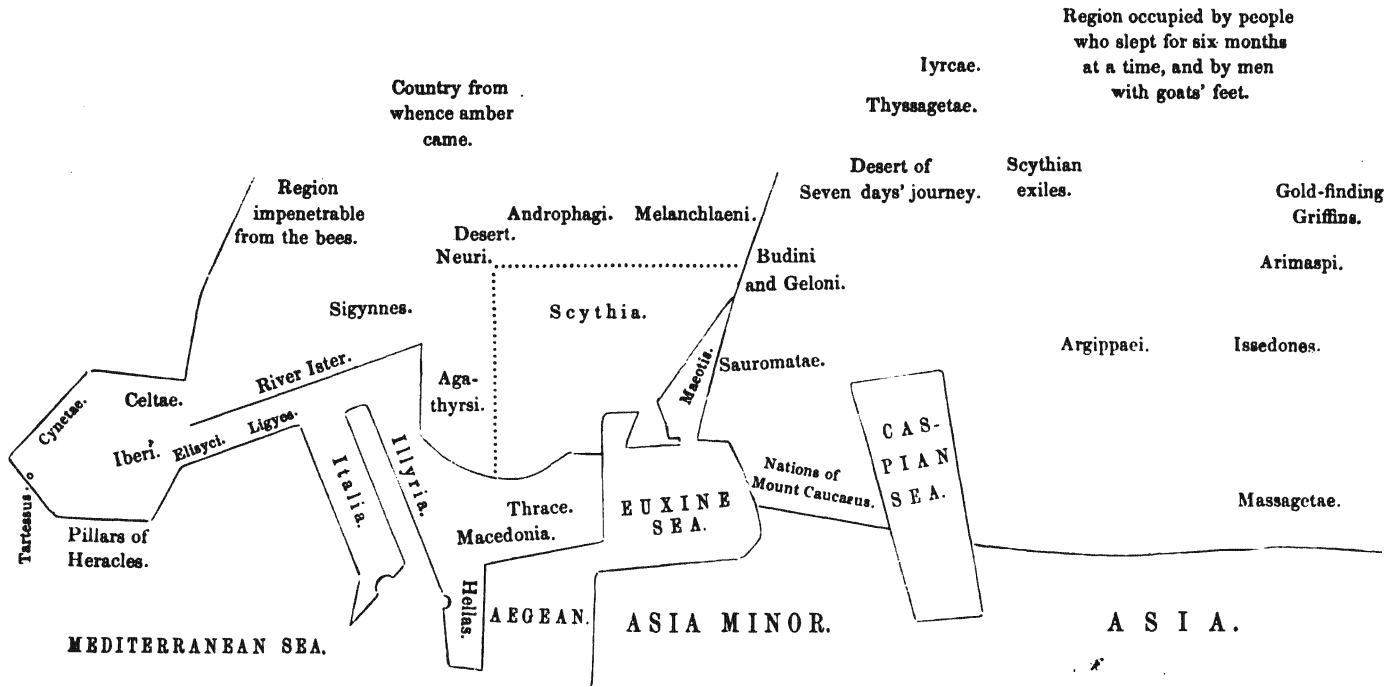 Region occupied by people
who slept for six months
at a time, and by men
with goats' feet.
Iyrcae.
Thyssagetae.
Country from
whence amber
came.
Desert of
Seven days' journey.
Scythian
exiles.
Gold-finding
Griffins.
Region
impenetrable
from the bees.
Androphagi.
Melanchlaeni.
Desert.
Neuri.
Budini
and Geloni.
Arimaspi.
Sigynnes.
Scythia.
Argippaei.
Issedones.
River Ister.
Maeotis.
Sauromatae.
Aga-
thyrsi.
Cynetae.
Celtae.
Iberi.
Elisyci.
Ligyes.
Italia.
Illyria.
CAS-
PIAN
SEA.
Nations of
Mount Caucasus.
EUXINE
SEA.
Thrace.
Macedonia.
Massagetae.
Tartessus.
Pillars of
Heracles.
Hellas.
AEGEAN.
ASIA MINOR.
ASIA.
MEDITERRANEAN SEA.